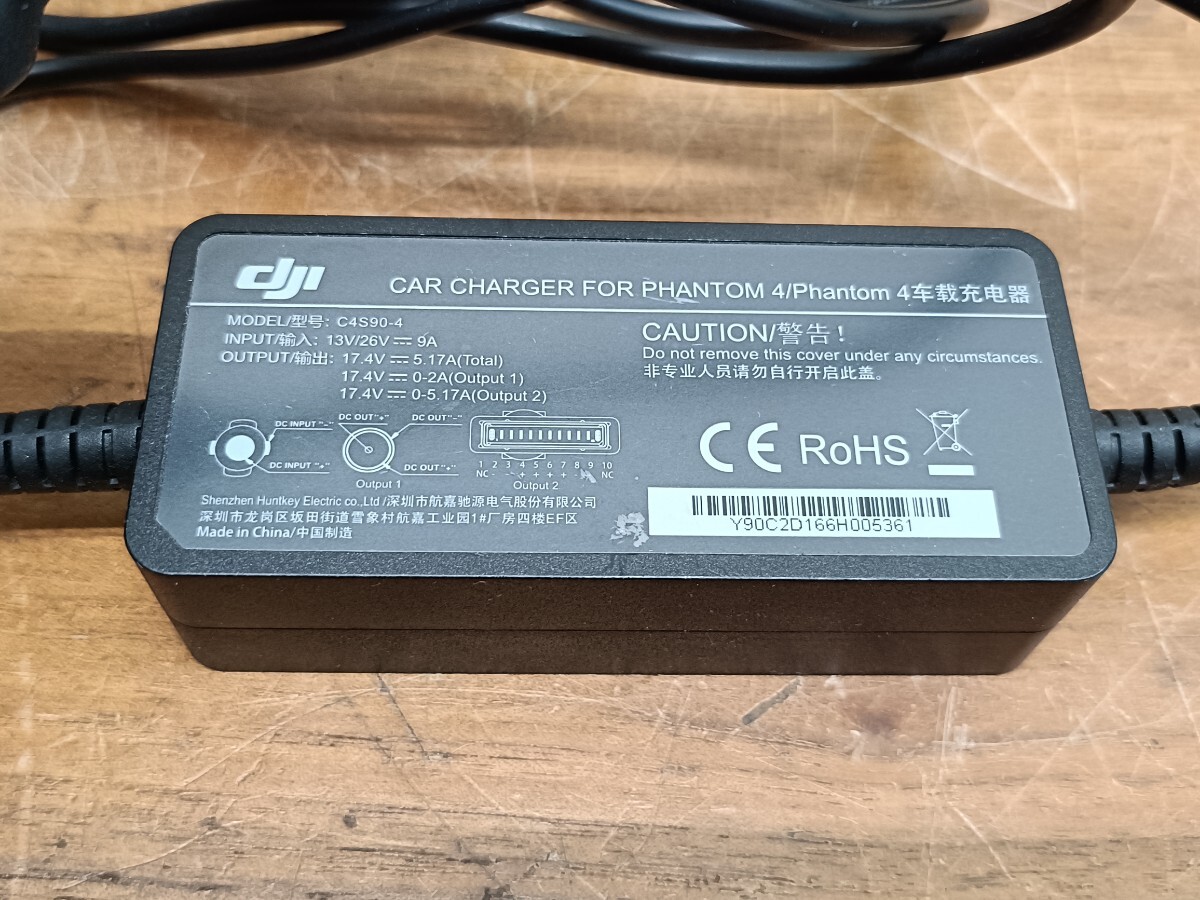 dji
CAR CHARGER FOR PHANTOM 4/Phantom 4车载充电器
MODEL/型号: C4S90-4
INPUT/输入: 13V/26V ⎓ 9A
OUTPUT/输出: 17.4V ⎓ 5.17A(Total)
17.4V ⎓ 0-2A(Output 1)
17.4V ⎓ 0-5.17A(Output 2)
CAUTION/警告!
Do not remove this cover under any circumstances.
非专业人员请勿自行开启此盖。
DC INPUT "-"
DC INPUT "+"
DC OUT"+"
DC OUT"-"
DC OUT "+"
Output 1
1 2 3 4 5 6 7 8 9 10
NC - - + + + + - NC
Output 2
CE RoHS
Shenzhen Huntkey Electric co.,Ltd/深圳市航嘉驰源电气股份有限公司
深圳市龙岗区坂田街道雪象村航嘉工业园1#厂房四楼EF区
Made in China/中国制造
Y90C2D166H005361